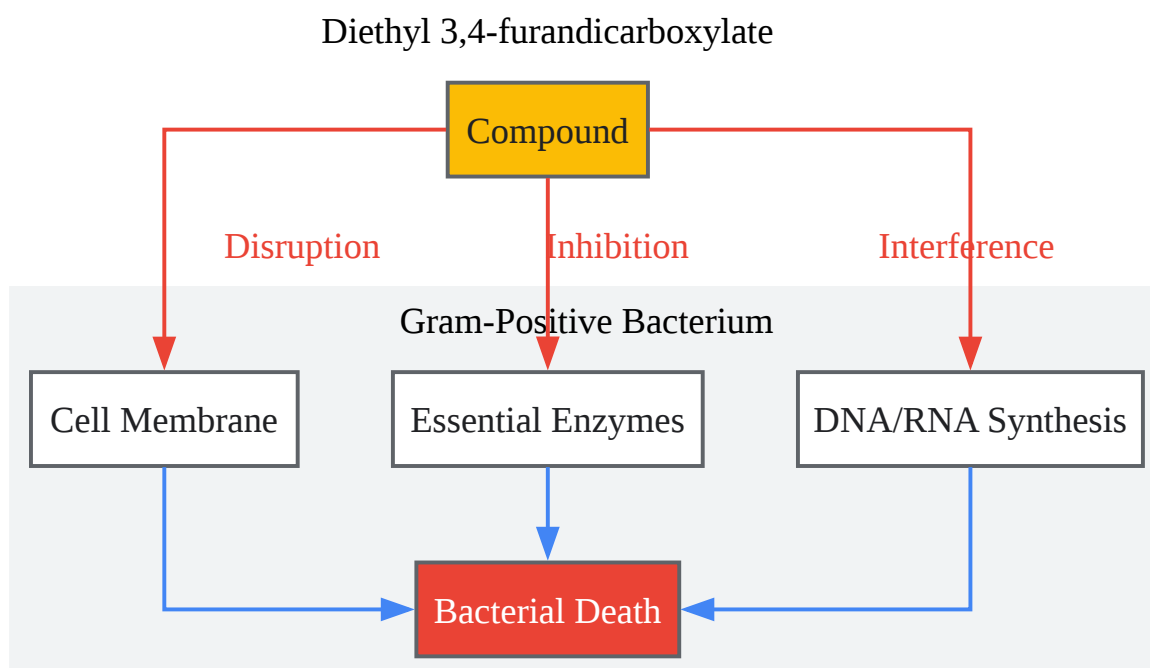 Diethyl 3,4-furandicarboxylate
Compound
Disruption
Inhibition
Interference
Gram-Positive Bacterium
Cell Membrane
Essential Enzymes
DNA/RNA Synthesis
Bacterial Death